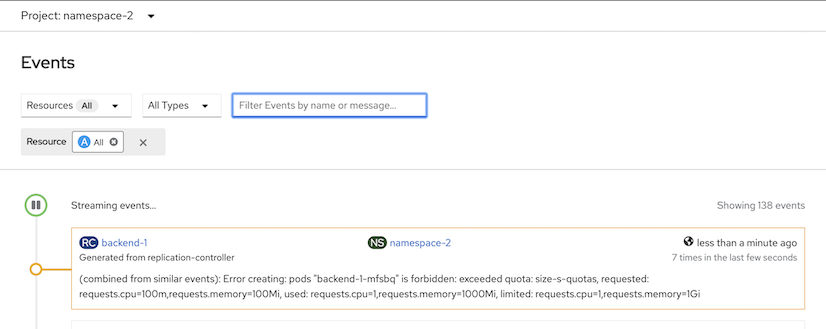 Project: namespace-2
Events
Resources All All Types Filter Events by name or message...
Resource A All
Streaming events... Showing 138 events
RC backend-1 NS namespace-2 less than a minute ago
Generated from replication-controller 7 times in the last few seconds
(combined from similar events): Error creating: pods "backend-1-mfsbq" is forbidden: exceeded quota: size-s-quotas, requested:
requests.cpu=100m,requests.memory=100Mi, used: requests.cpu=1,requests.memory=1000Mi, limited: requests.cpu=1,requests.memory=1Gi